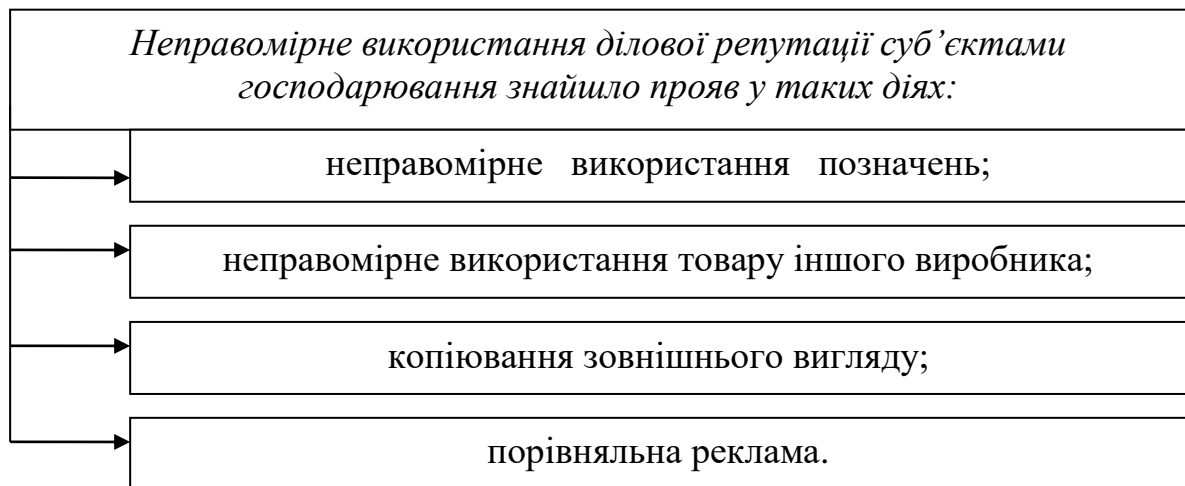 Неправомірне використання ділової репутації суб’єктами
господарювання знайшло прояв у таких діях:
неправомірне використання позначень;
неправомірне використання товару іншого виробника;
копіювання зовнішнього вигляду;
порівняльна реклама.